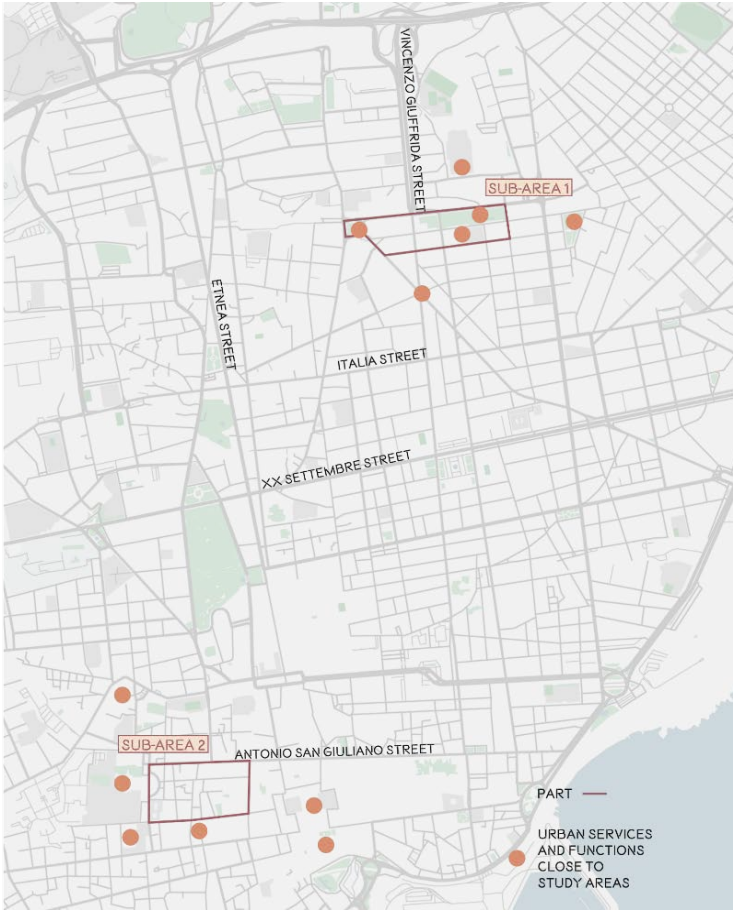 VINCENZO GIUFFRIDA STREET
SUB-AREA 1
ETNEA STREET
ITALIA STREET
XX SETTEMBRE STREET
SUB-AREA 2
ANTONIO SAN GIULIANO STREET
PART
URBAN SERVICES
AND FUNCTIONS
CLOSE TO
STUDY AREAS